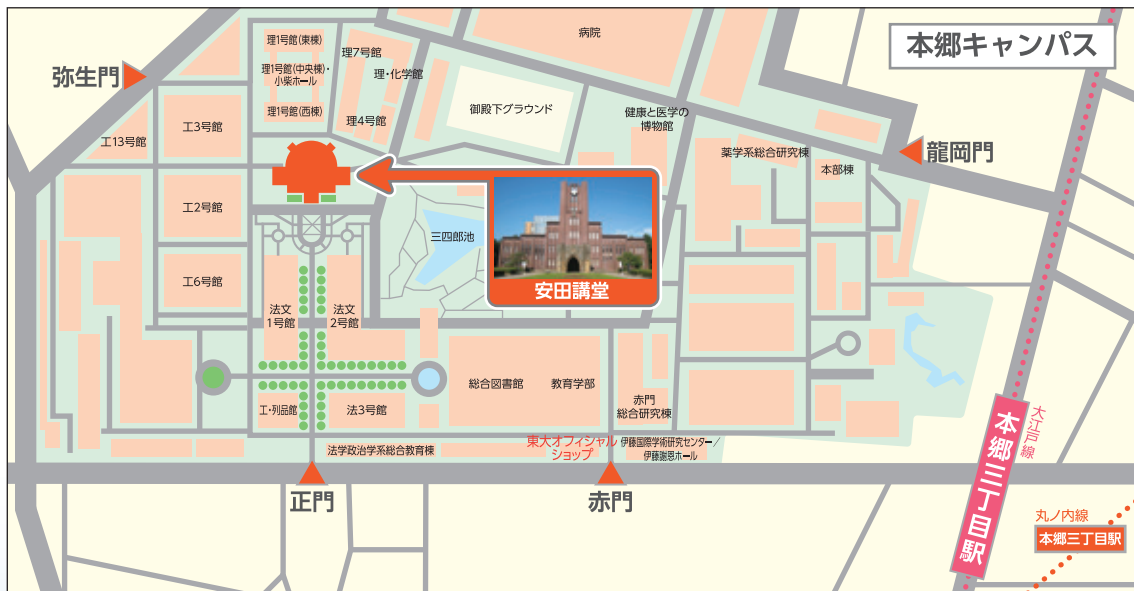 本郷キャンパス
病院
理1号館(東棟)
理7号館
理1号館(中央棟)・
小柴ホール
理・化学館
弥生門
理1号館(西棟)
理4号館
御殿下グラウンド
健康と医学の
博物館
工3号館
工13号館
薬学系総合研究棟
龍岡門
本部棟
工2号館
三四郎池
安田講堂
工6号館
法文
1号館
法文
2号館
総合図書館
教育学部
赤門
総合研究棟
工・列品館
法3号館
法学政治学系総合教育棟
東大オフィシャル
ショップ
伊藤国際学術研究センター/
伊藤謝恩ホール
正門
赤門
大江戸線
本郷三丁目駅
丸ノ内線
本郷三丁目駅